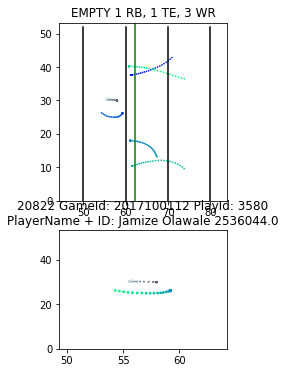 EMPTY 1 RB, 1 TE, 3 WR
50
40
30
20
10
0
50 60 70 80
20822 GameId: 2017100112 PlayId: 3580
PlayerName + ID: Jamize Olawale 2536044.0
40
20
0
50 55 60